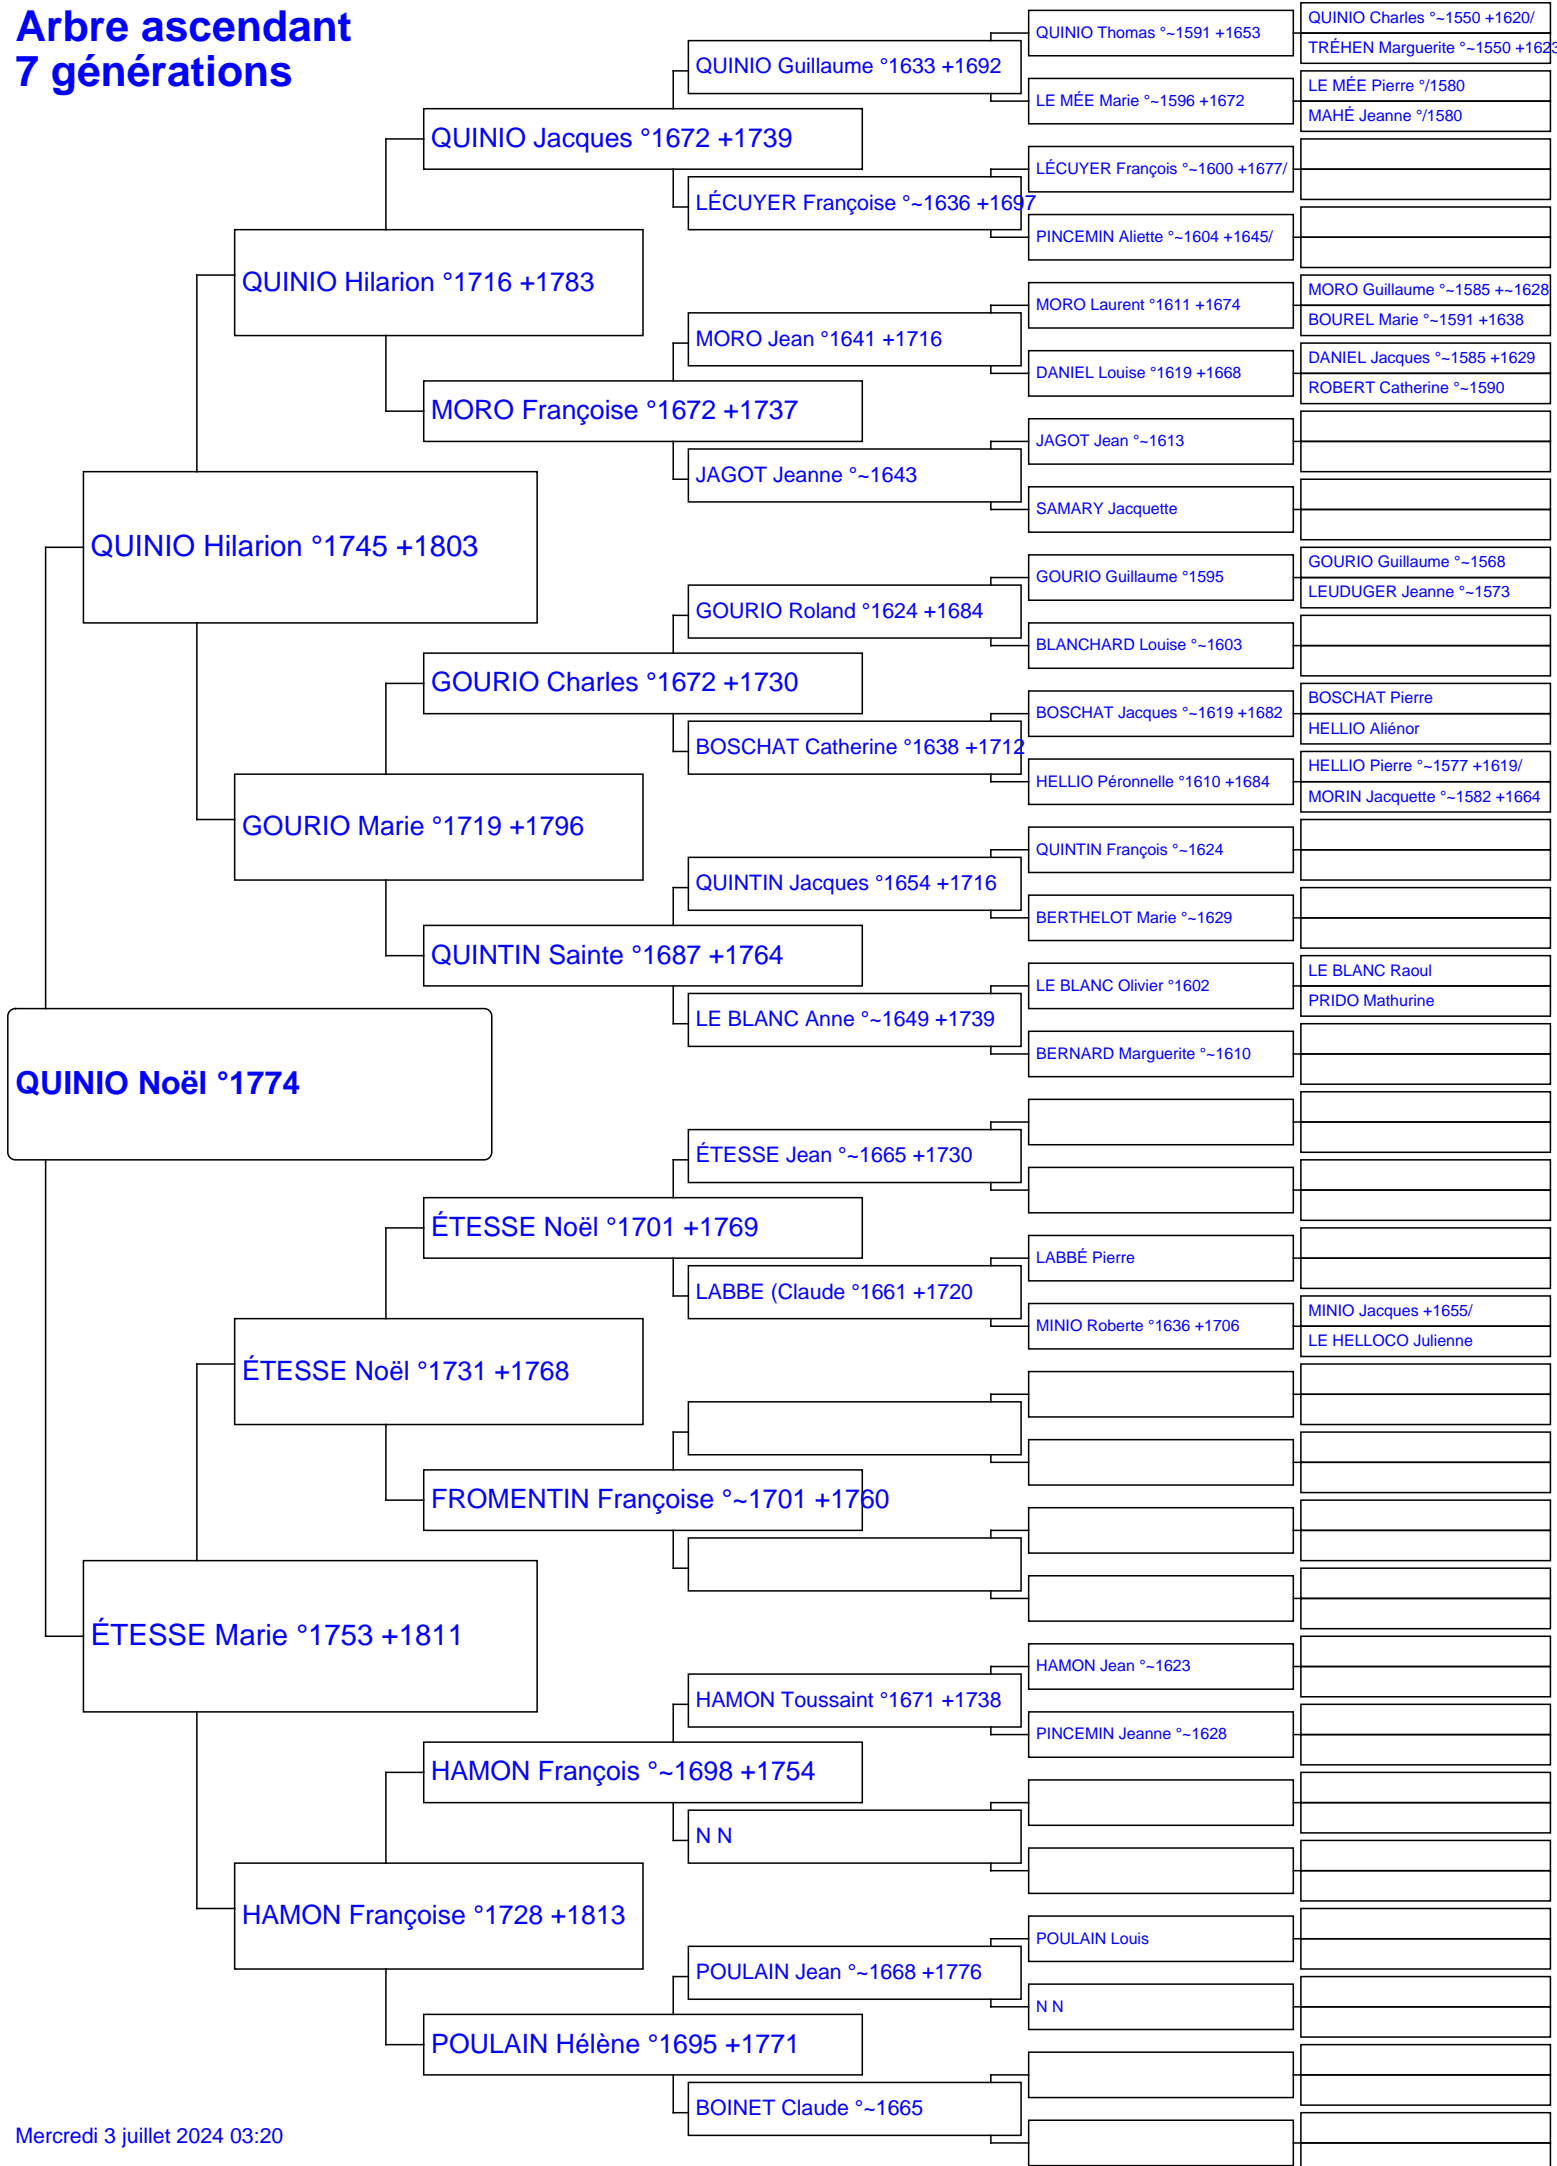 Arbre ascendant
7 générations
QUINIO Noël °1774
QUINIO Hilarion °1745 +1803
ÉTESSE Marie °1753 +1811
QUINIO Hilarion °1716 +1783
GOURIO Marie °1719 +1796
ÉTESSE Noël °1731 +1768
HAMON Françoise °1728 +1813
QUINIO Jacques °1672 +1739
MORO Françoise °1672 +1737
GOURIO Charles °1672 +1730
QUINTIN Sainte °1687 +1764
ÉTESSE Noël °1701 +1769
FROMENTIN Françoise °~1701 +1760
HAMON François °~1698 +1754
POULAIN Hélène °1695 +1771
QUINIO Guillaume °1633 +1692
LÉCUYER Françoise °~1636 +1697
MORO Jean °1641 +1716
JAGOT Jeanne °~1643
GOURIO Roland °1624 +1684
BOSCHAT Catherine °1638 +1712
QUINTIN Jacques °1654 +1716
LE BLANC Anne °~1649 +1739
ÉTESSE Jean °~1665 +1730
LABBE (Claude °1661 +1720
HAMON Toussaint °1671 +1738
N N
POULAIN Jean °~1668 +1776
BOINET Claude °~1665
QUINIO Thomas °~1591 +1653
LE MÉE Marie °~1596 +1672
LÉCUYER François °~1600 +1677/
PINCEMIN Aliette °~1604 +1645/
MORO Laurent °1611 +1674
DANIEL Louise °1619 +1668
JAGOT Jean °~1613
SAMARY Jacquette
GOURIO Guillaume °1595
BLANCHARD Louise °~1603
BOSCHAT Jacques °~1619 +1682
HELLIO Péronnelle °1610 +1684
QUINTIN François °~1624
BERTHELOT Marie °~1629
LE BLANC Olivier °1602
BERNARD Marguerite °~1610
LABBÉ Pierre
MINIO Roberte °1636 +1706
HAMON Jean °~1623
PINCEMIN Jeanne °~1628
POULAIN Louis
N N
QUINIO Charles °~1550 +1620/
TRÉHEN Marguerite °~1550 +1623
LE MÉE Pierre °/1580
MAHÉ Jeanne °/1580
MORO Guillaume °~1585 +~1628
BOUREL Marie °~1591 +1638
DANIEL Jacques °~1585 +1629
ROBERT Catherine °~1590
GOURIO Guillaume °~1568
LEUDUGER Jeanne °~1573
BOSCHAT Pierre
HELLIO Aliénor
HELLIO Pierre °~1577 +1619/
MORIN Jacquette °~1582 +1664
LE BLANC Raoul
PRIDO Mathurine
MINIO Jacques +1655/
LE HELLOCO Julienne
Mercredi 3 juillet 2024 03:20